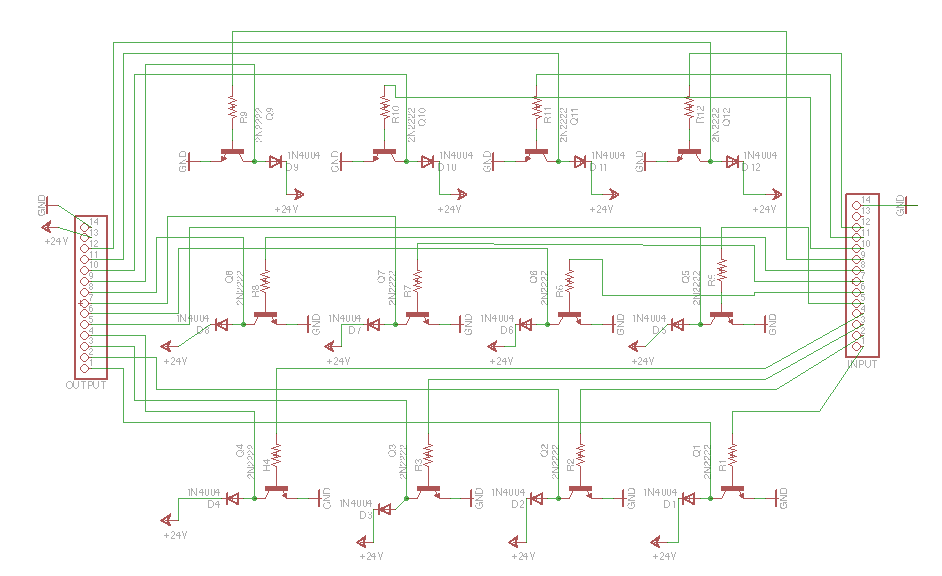 R9
2N2222
Q9
R10
2N2222
Q10
R11
2N2222
Q11
R12
2N2222
Q12
GND
1N4004
D9
GND
1N4004
D10
GND
1N4004
D11
GND
1N4004
D12
+24V
+24V
+24V
+24V
GND
+24V
14
13
12
11
10
9
8
7
6
5
4
3
2
1
OUTPUT
14
13
12
11
10
9
8
7
6
5
4
3
2
1
INPUT
GND
Q8
2N2222
R8
Q7
2N2222
R7
Q6
2N2222
R6
Q5
2N2222
R5
1N4004
D8
GND
1N4004
D7
GND
1N4004
D6
GND
1N4004
D5
GND
+24V
+24V
+24V
+24V
Q4
2N2222
R4
Q3
2N2222
R3
Q2
2N2222
R2
Q1
2N2222
R1
1N4004
D4
GND
1N4004
D3
GND
1N4004
D2
GND
1N4004
D1
GND
+24V
+24V
+24V
+24V